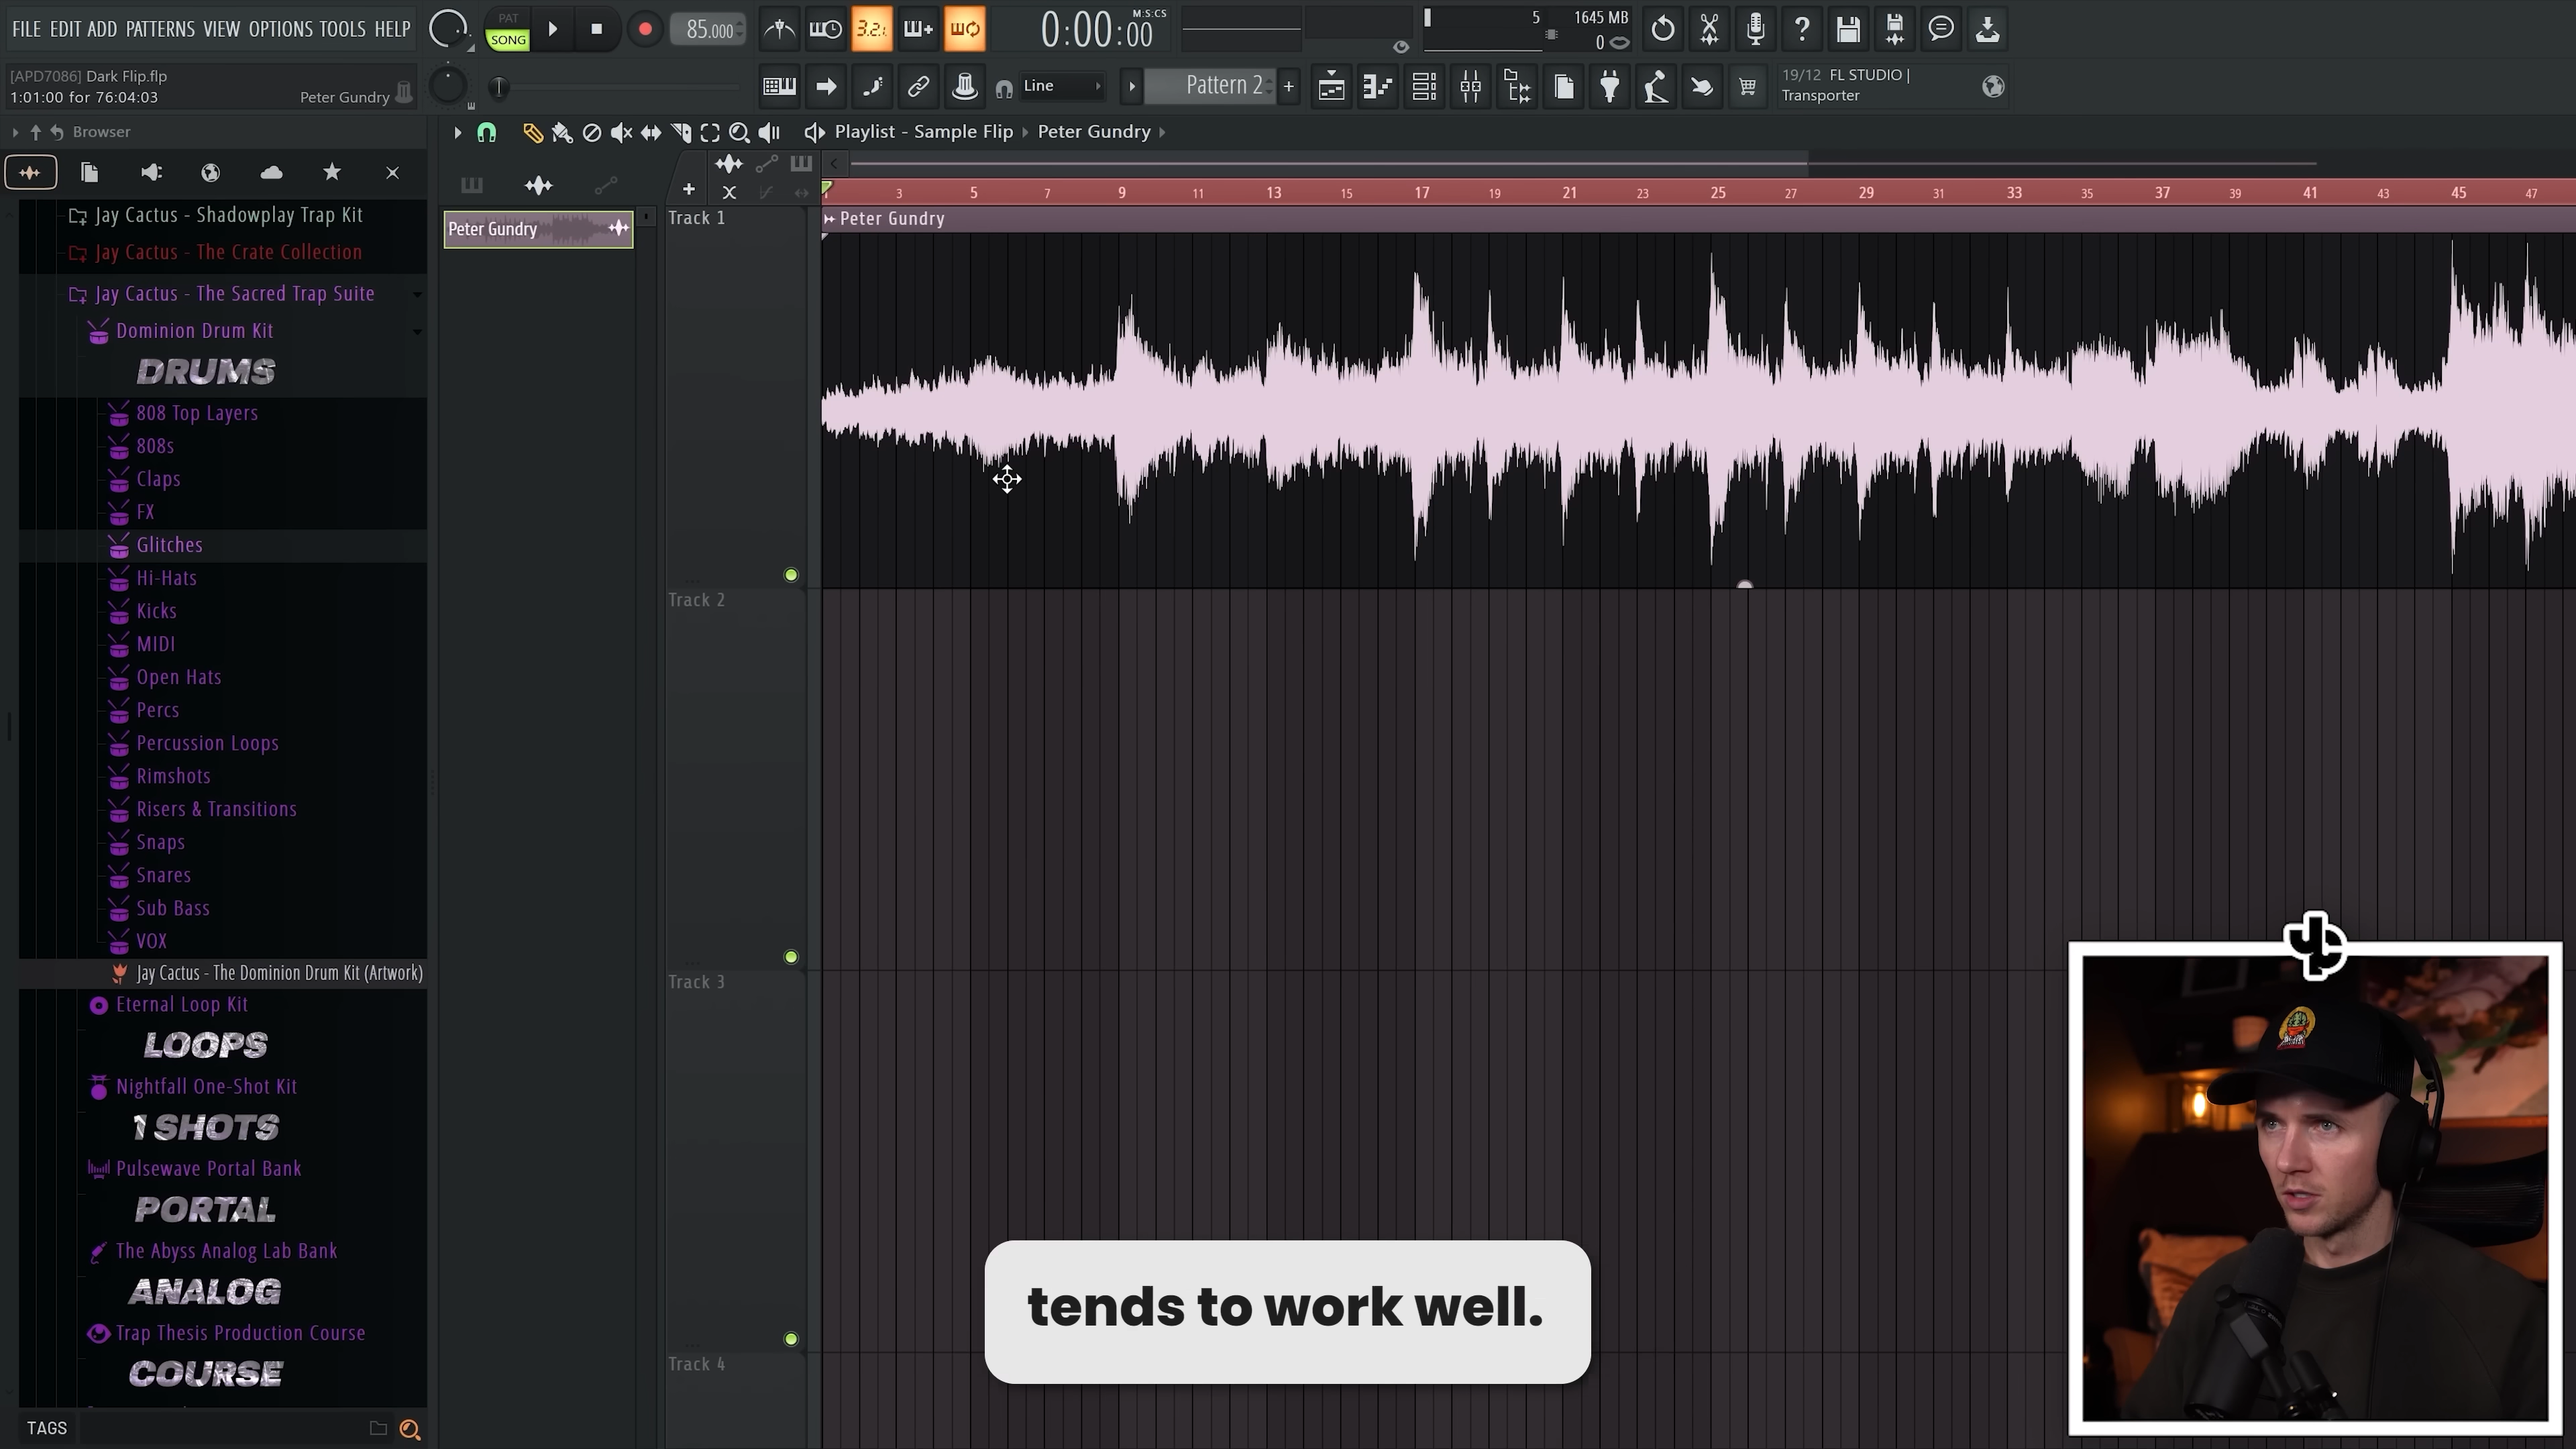 FILE EDIT ADD PATTERNS VIEW OPTIONS TOOLS HELP
PAT
SONG
85.000
3.2.
0:00:00
M:S:CS
5
1645 MB
0
[APD7086] Dark Flip.flp
1:01:00 for 76:04:03
Peter Gundry
Line
Pattern 2
19/12 FL STUDIO |
Transporter
Browser
Playlist - Sample Flip
Peter Gundry
1 3 5 7 9 11 13 15 17 19 21 23 25 27 29 31 33 35 37 39 41 43 45 47
Jay Cactus - Shadowplay Trap Kit
Jay Cactus - The Crate Collection
Jay Cactus - The Sacred Trap Suite
Dominion Drum Kit
DRUMS
808 Top Layers
808s
Claps
FX
Glitches
Hi-Hats
Kicks
MIDI
Open Hats
Percs
Percussion Loops
Rimshots
Risers & Transitions
Snaps
Snares
Sub Bass
VOX
Jay Cactus - The Dominion Drum Kit (Artwork)
Eternal Loop Kit
LOOPS
Nightfall One-Shot Kit
1 SHOTS
Pulsewave Portal Bank
PORTAL
The Abyss Analog Lab Bank
ANALOG
Trap Thesis Production Course
COURSE
TAGS
Peter Gundry
Track 1
Peter Gundry
Track 2
Track 3
Track 4
tends to work well.